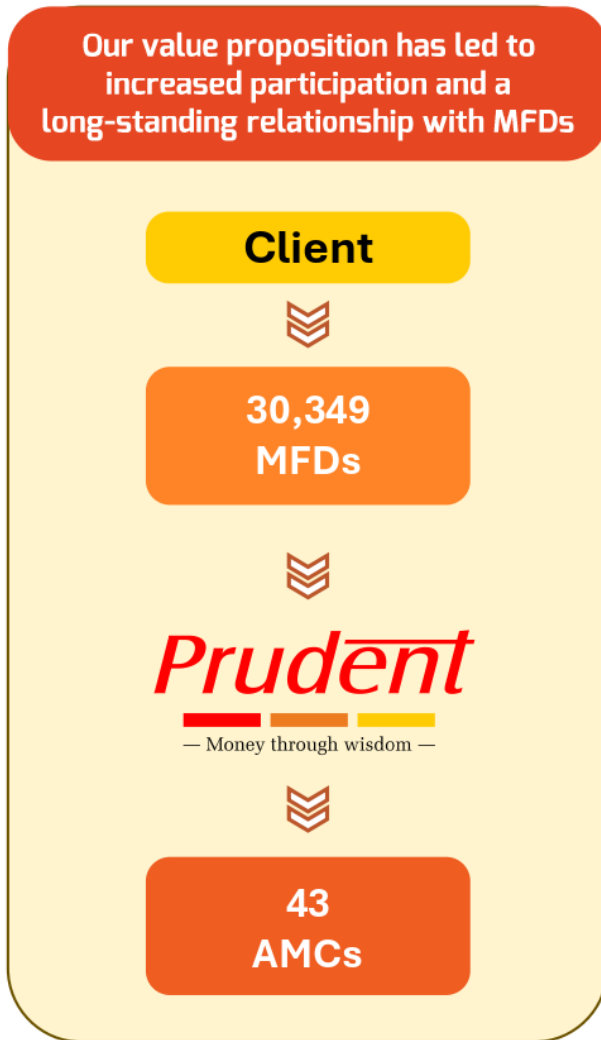 Our value proposition has led to
increased participation and a
long-standing relationship with MFDs
Client
30,349
MFDs
Prudent
— Money through wisdom —
43
AMCs